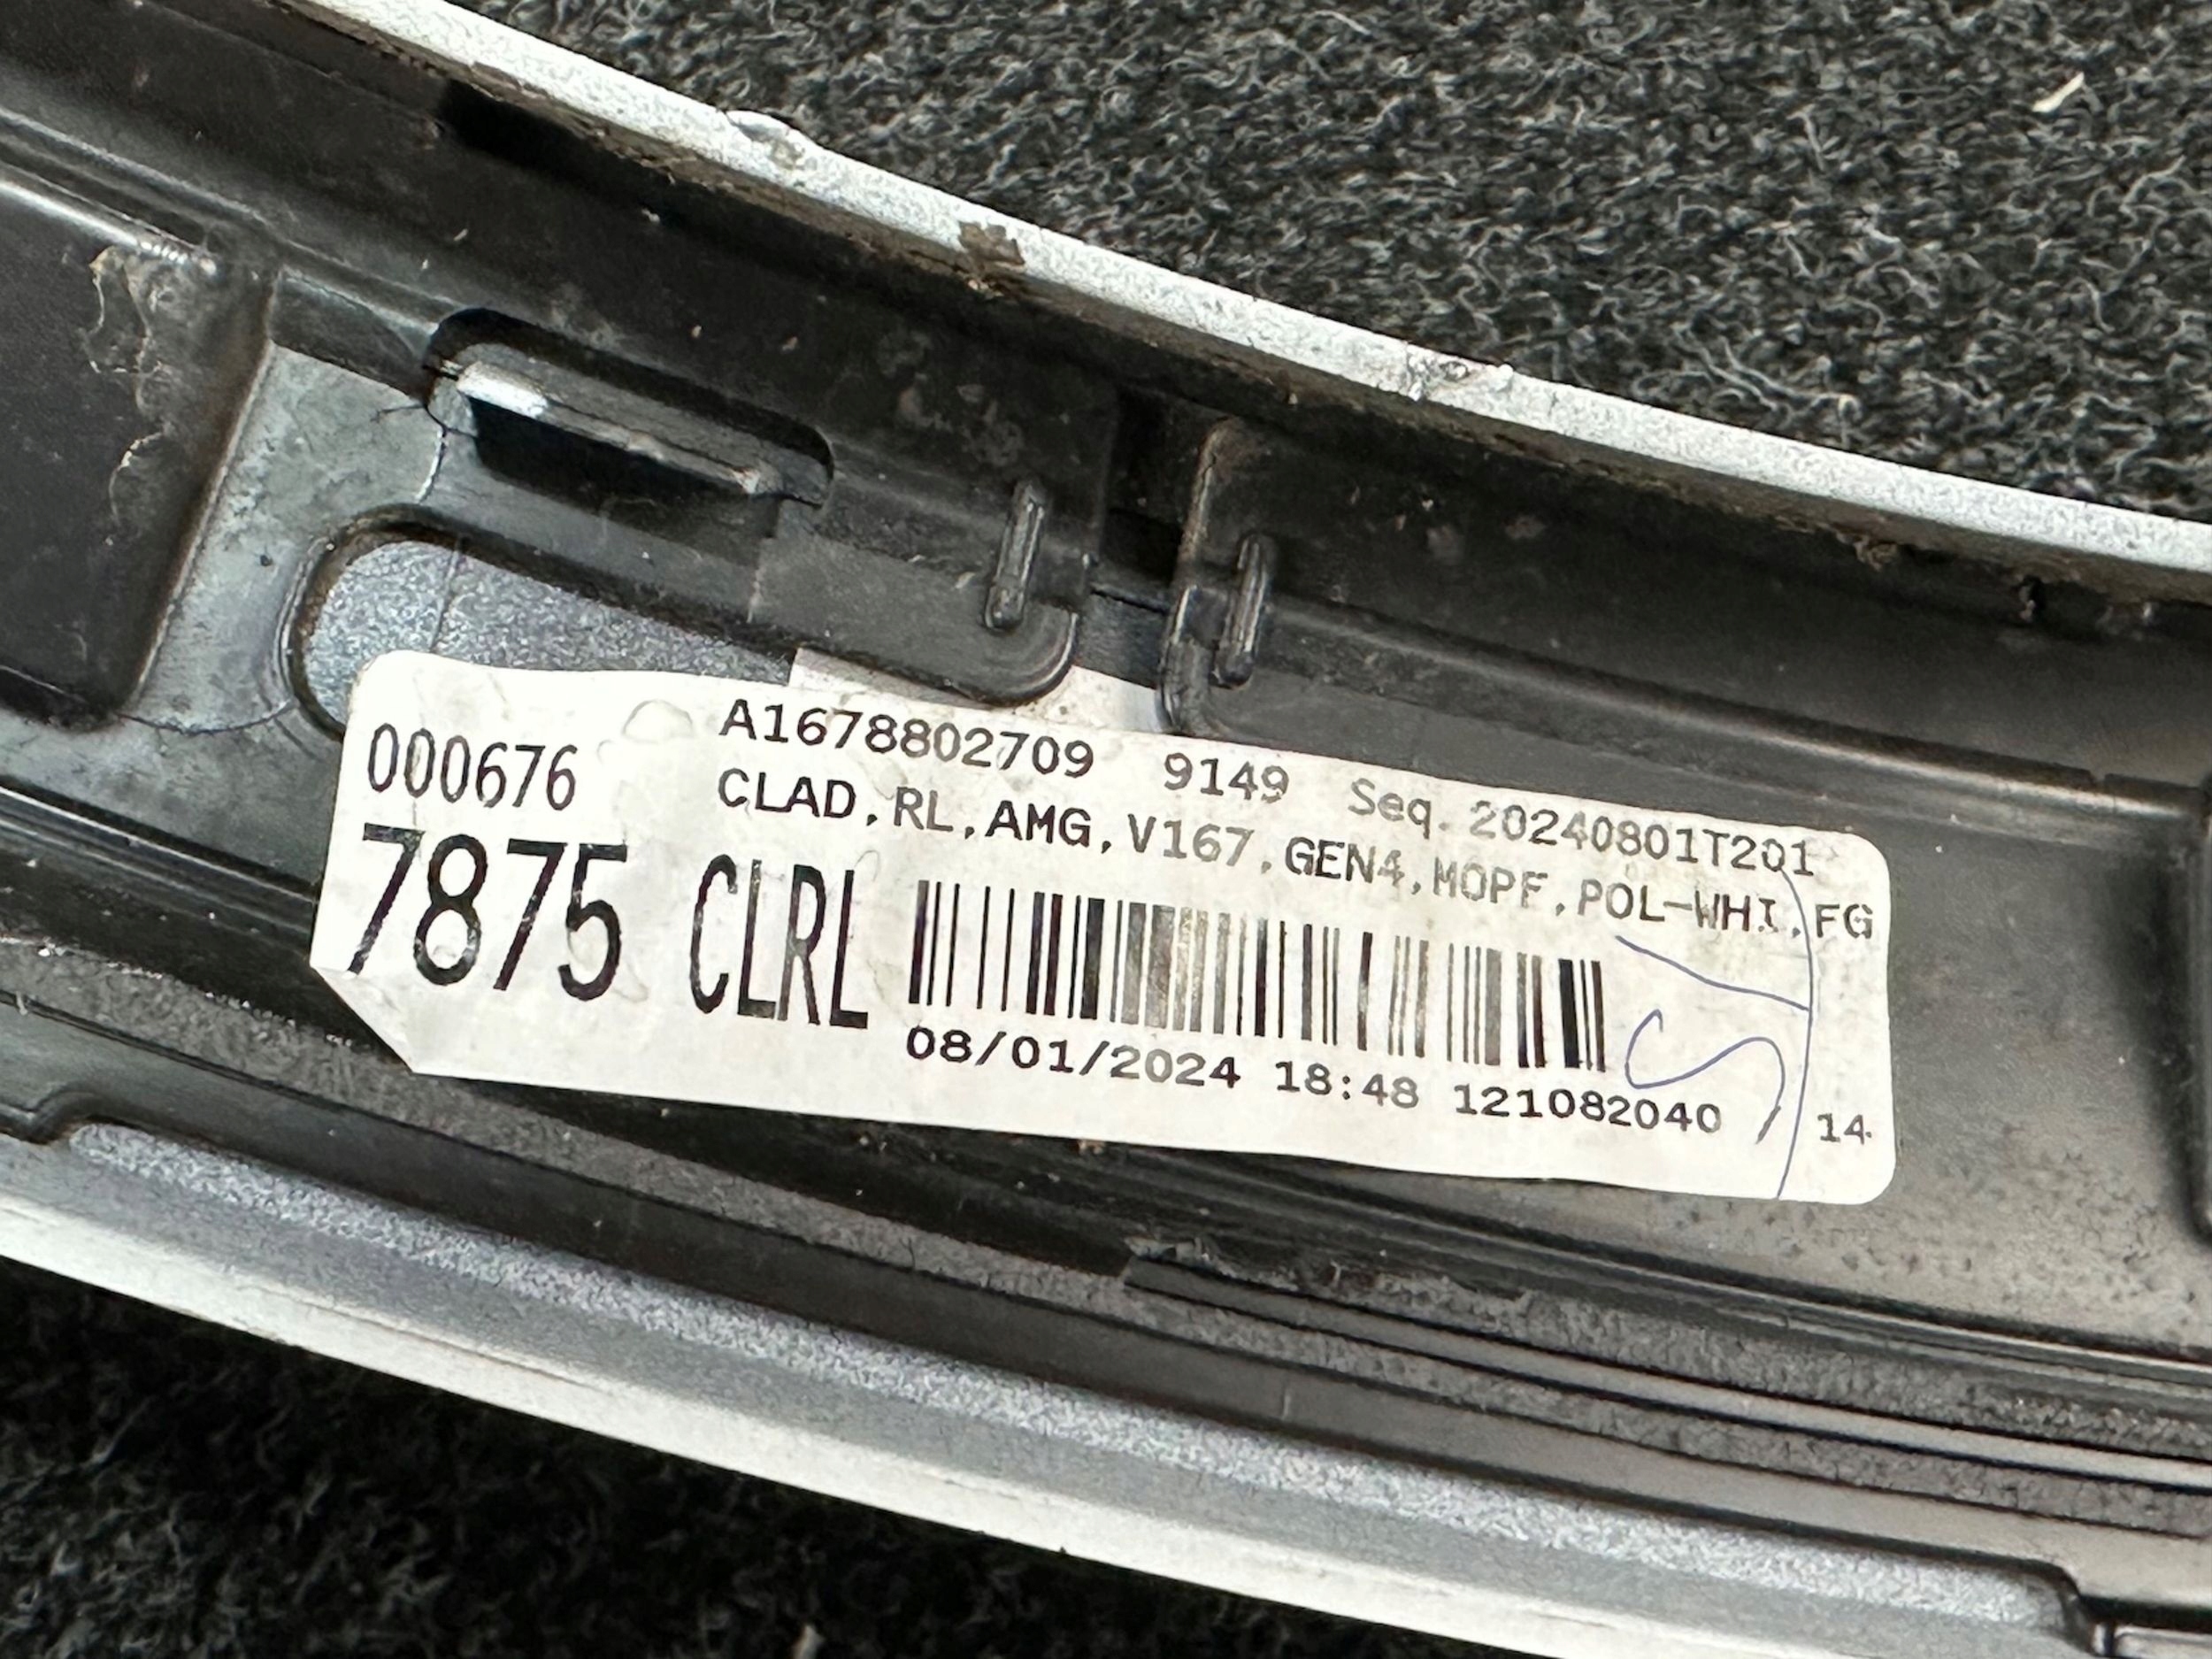 000676 A1678802709 9149 Seq. 20240801T201
CLAD,RL,AMG,V167,GEN4,MOPF,POL-WHI,FG
7875 CLRL
08/01/2024 18:48 121082040 14